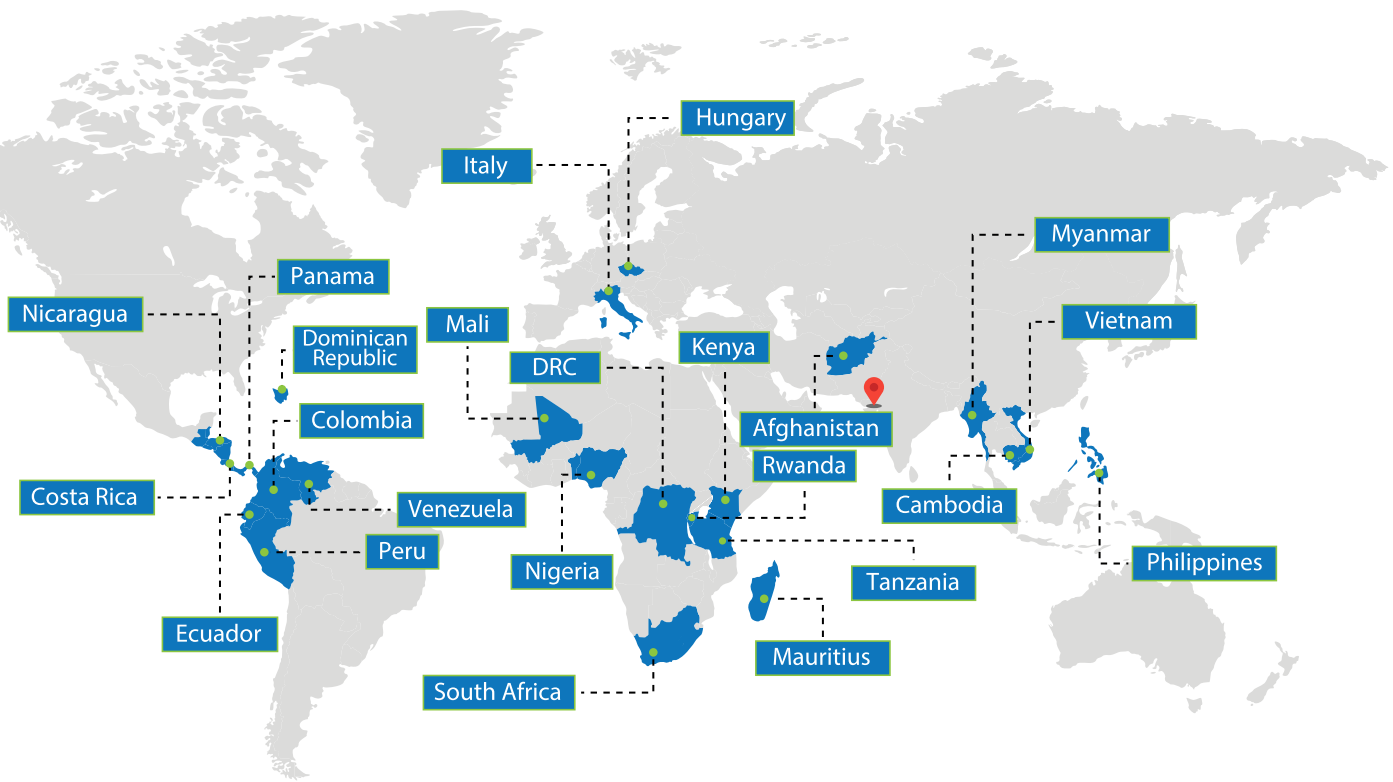 Hungary
Italy
Myanmar
Panama
Nicaragua
Vietnam
Mali
Dominican
Republic
Kenya
DRC
Colombia
Afghanistan
Rwanda
Costa Rica
Venezuela
Cambodia
Peru
Philippines
Nigeria
Tanzania
Ecuador
Mauritius
South Africa